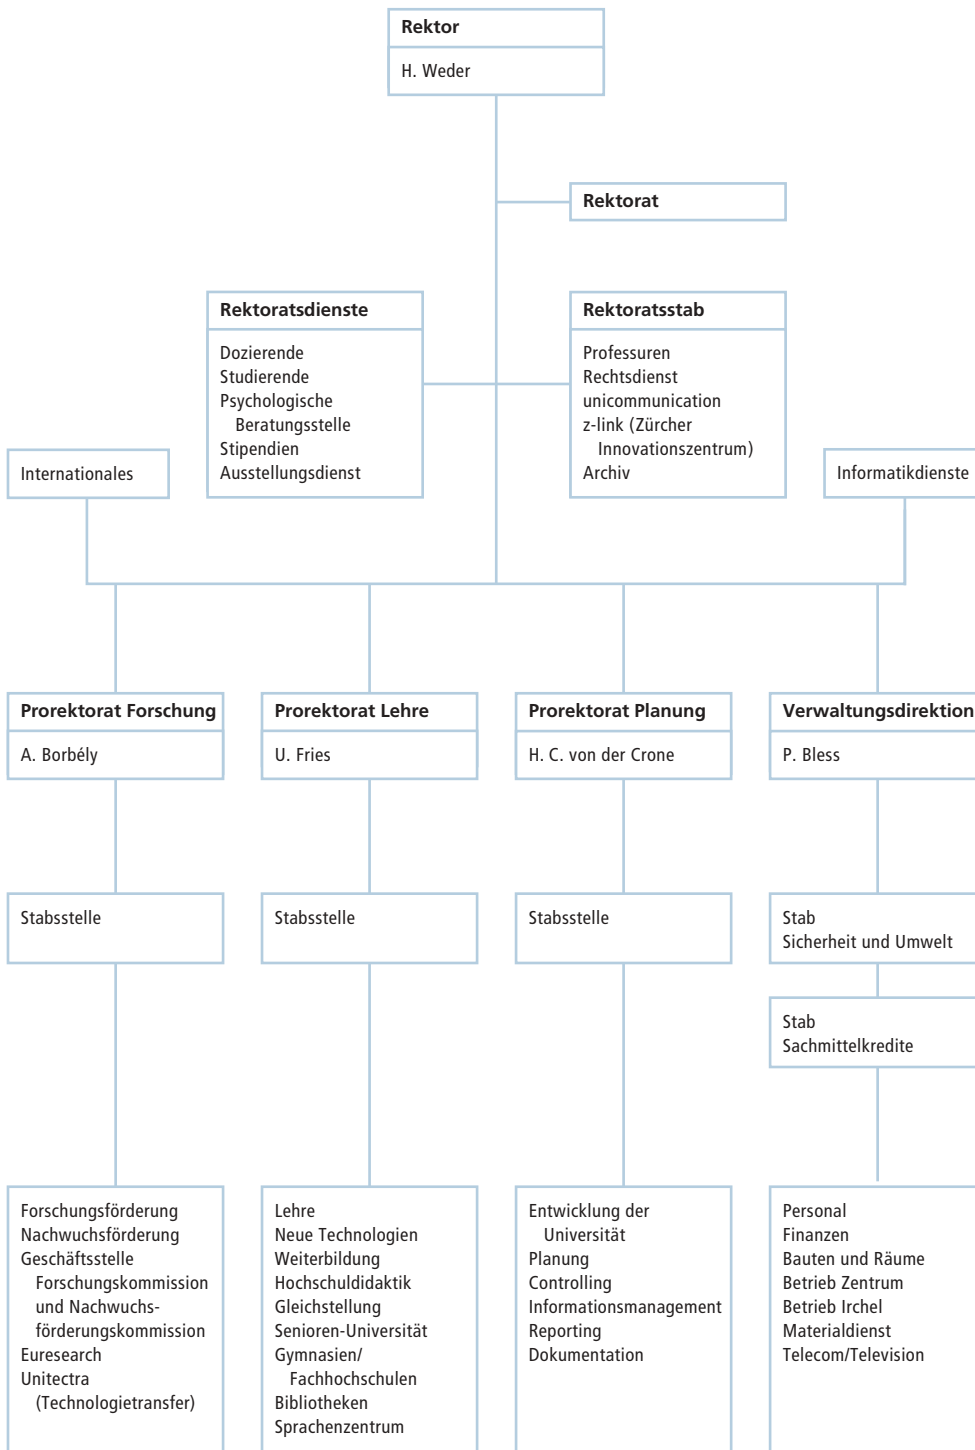 Rektor
H. Weder
Rektorat
Rektoratsdienste
Dozierende
Studierende
Psychologische
Beratungsstelle
Stipendien
Ausstellungsdienst
Rektoratsstab
Professuren
Rechtsdienst
unicommunication
z-link (Zürcher
Innovationszentrum)
Archiv
Internationales
Informatikdienste
Prorektorat Forschung
A. Borbély
Prorektorat Lehre
U. Fries
Prorektorat Planung
H. C. von der Crone
Verwaltungsdirektion
P. Bless
Stabsstelle
Stabsstelle
Stabsstelle
Stab
Sicherheit und Umwelt
Stab
Sachmittelkredite
Forschungsförderung
Nachwuchsförderung
Geschäftsstelle
Forschungskommission
und Nachwuchs-
förderungskommission
Euresearch
Unitectra
(Technologietransfer)
Lehre
Neue Technologien
Weiterbildung
Hochschuldidaktik
Gleichstellung
Senioren-Universität
Gymnasien/
Fachhochschulen
Bibliotheken
Sprachenzentrum
Entwicklung der
Universität
Planung
Controlling
Informationsmanagement
Reporting
Dokumentation
Personal
Finanzen
Bauten und Räume
Betrieb Zentrum
Betrieb Irchel
Materialdienst
Telecom/Television